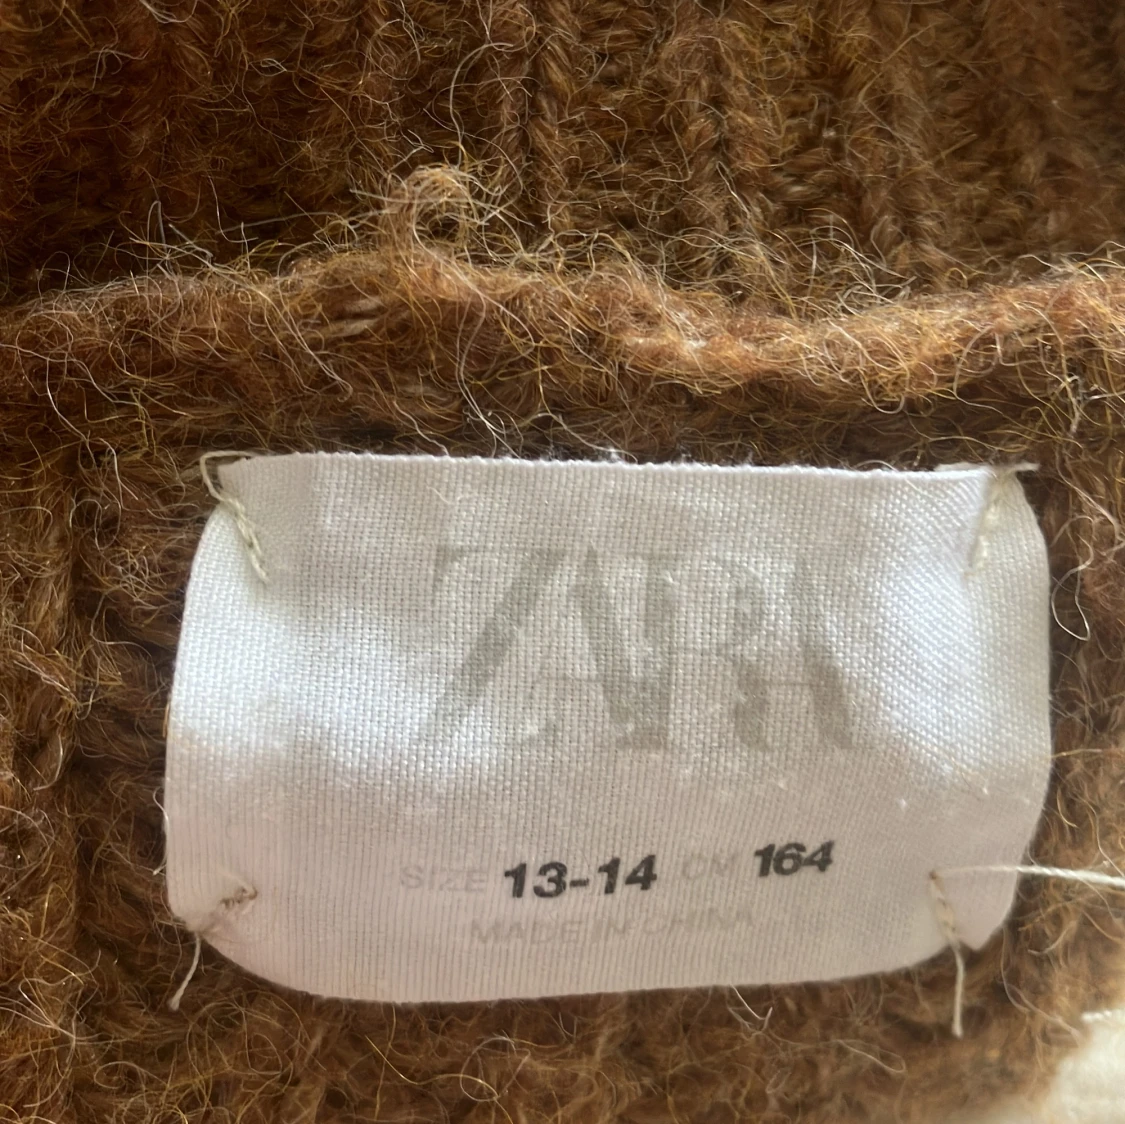 ZARA
SIZE 13-14 CM 164
MADE IN CHINA